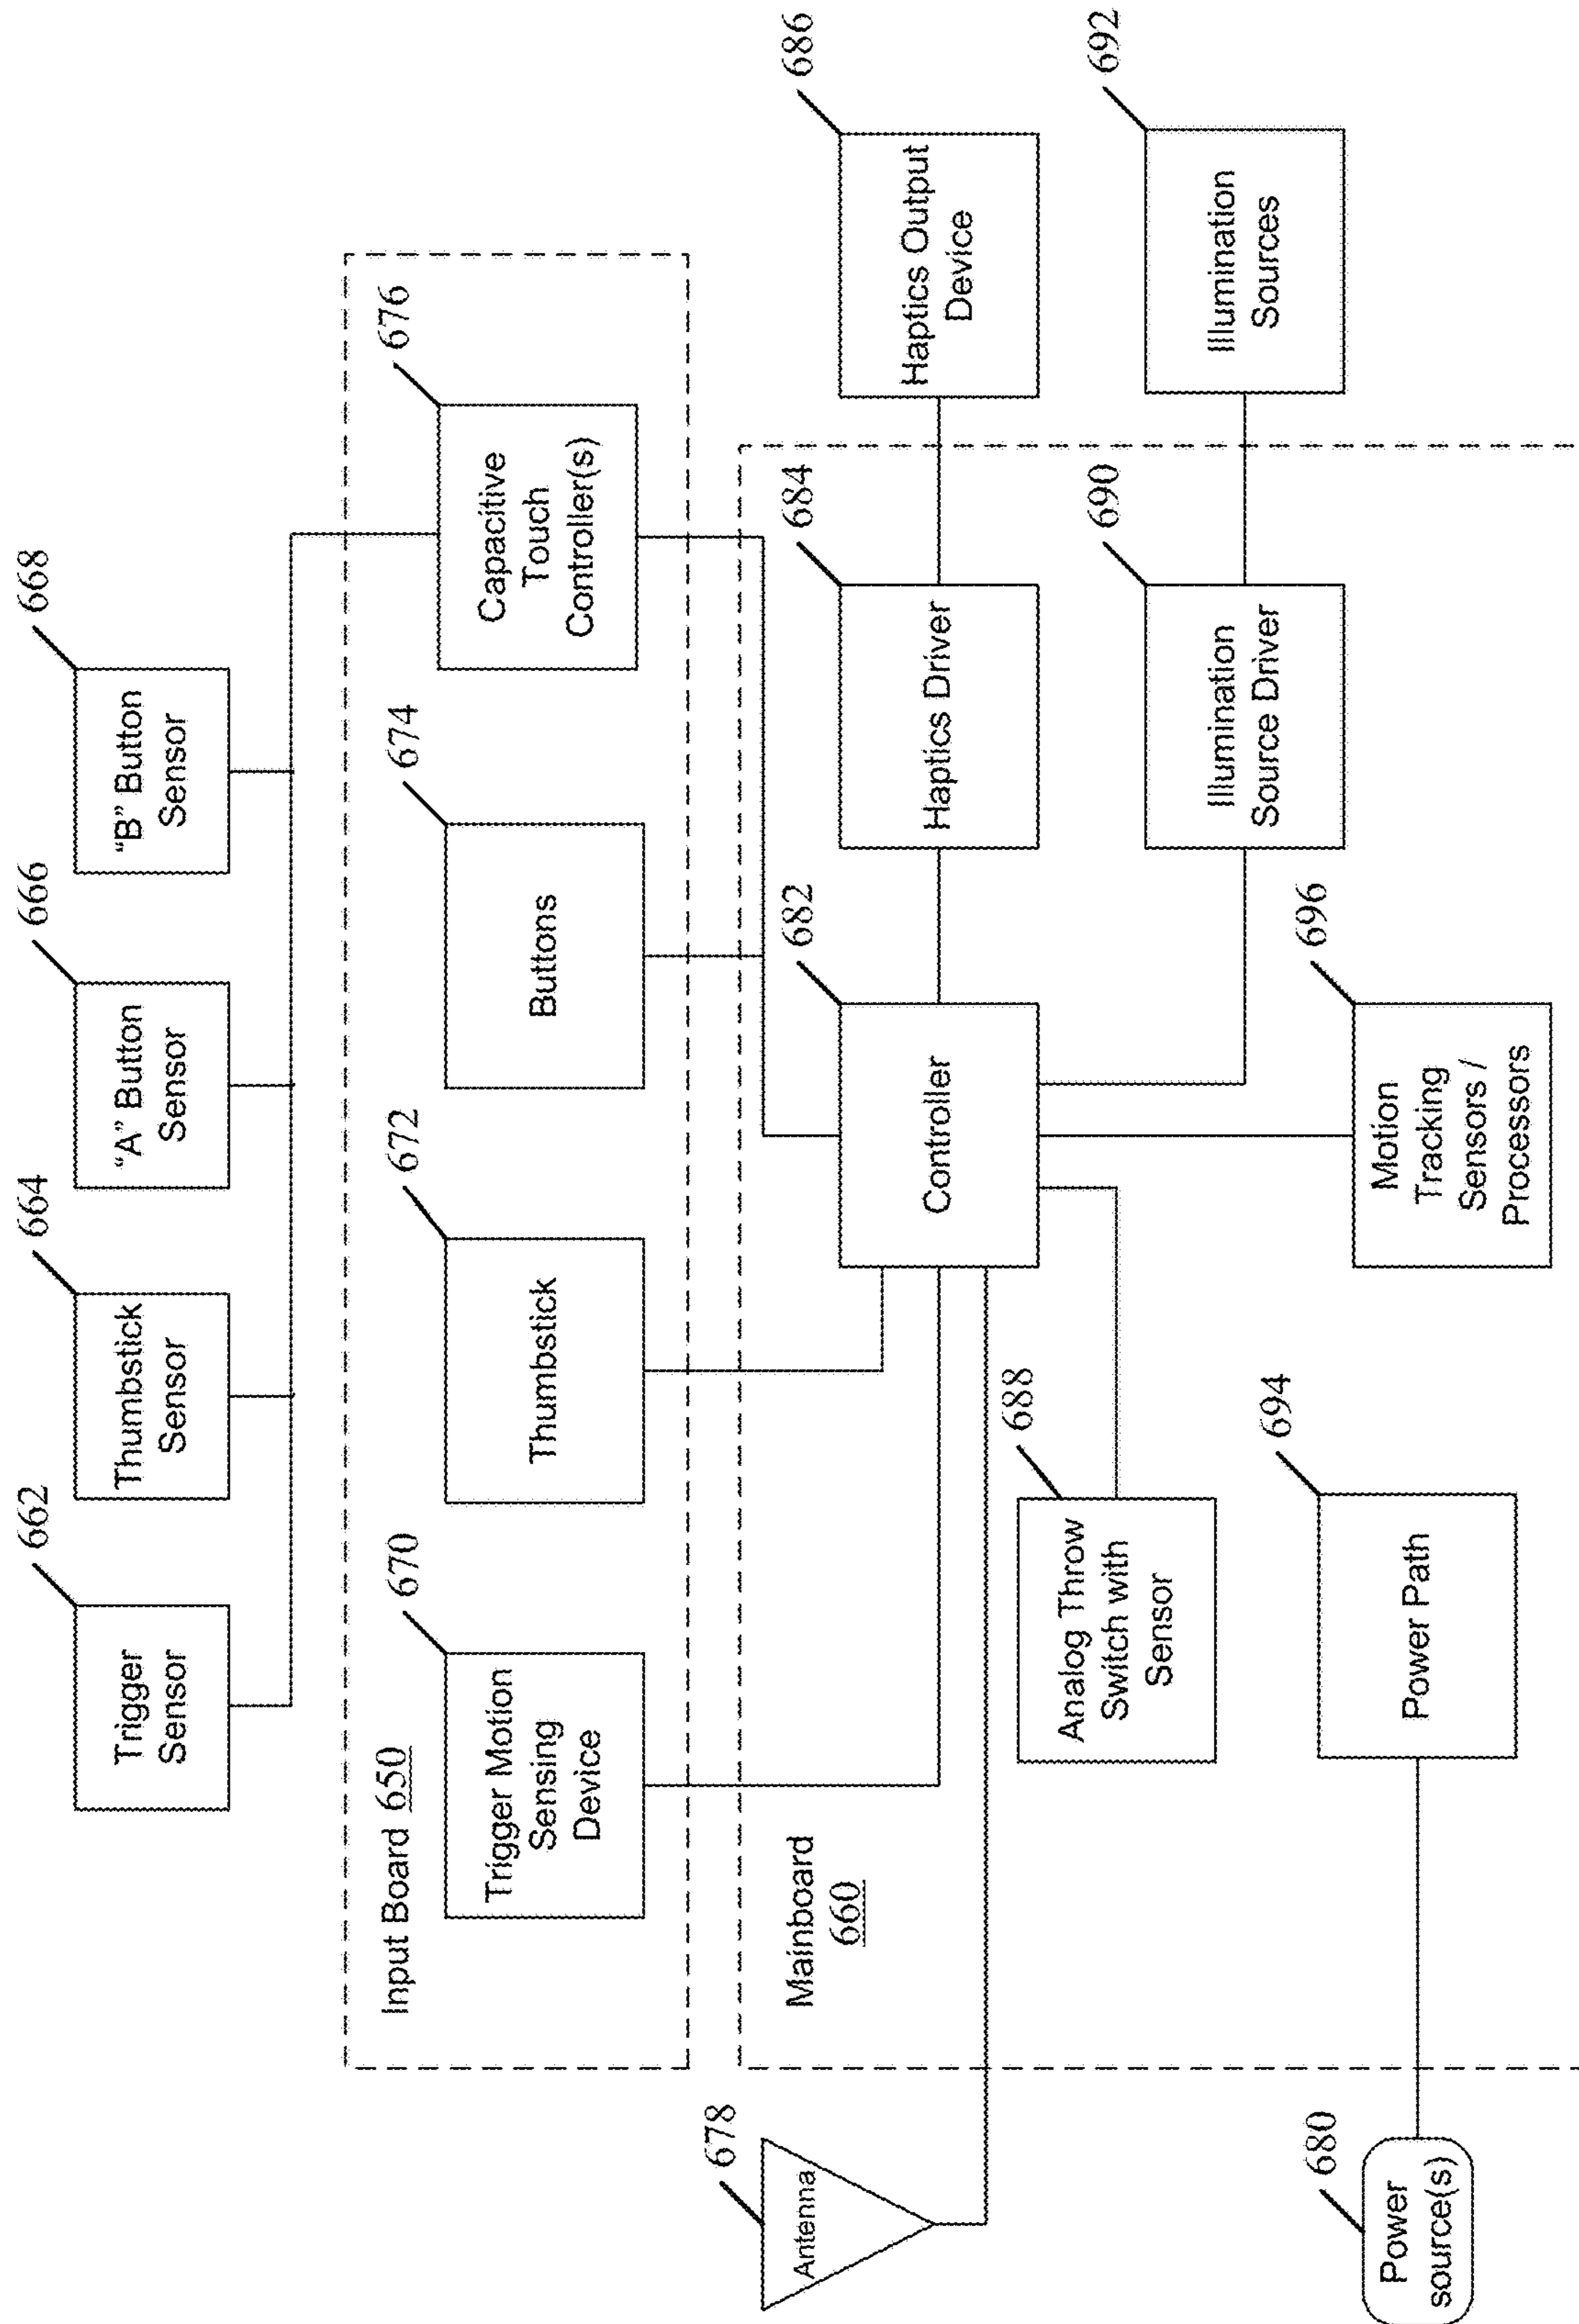 662
Trigger
Sensor
664
Thumbstick
Sensor
666
“A” Button
Sensor
668
“B” Button
Sensor
Input Board 650
670
Trigger Motion
Sensing
Device
672
Thumbstick
674
Buttons
676
Capacitive
Touch
Controller(s)
678
Antenna
Mainboard
660
682
Controller
684
Haptics Driver
686
Haptics Output
Device
688
Analog Throw
Switch with
Sensor
690
Illumination
Source Driver
692
Illumination
Sources
680
Power
source(s)
694
Power Path
696
Motion
Tracking
Sensors /
Processors